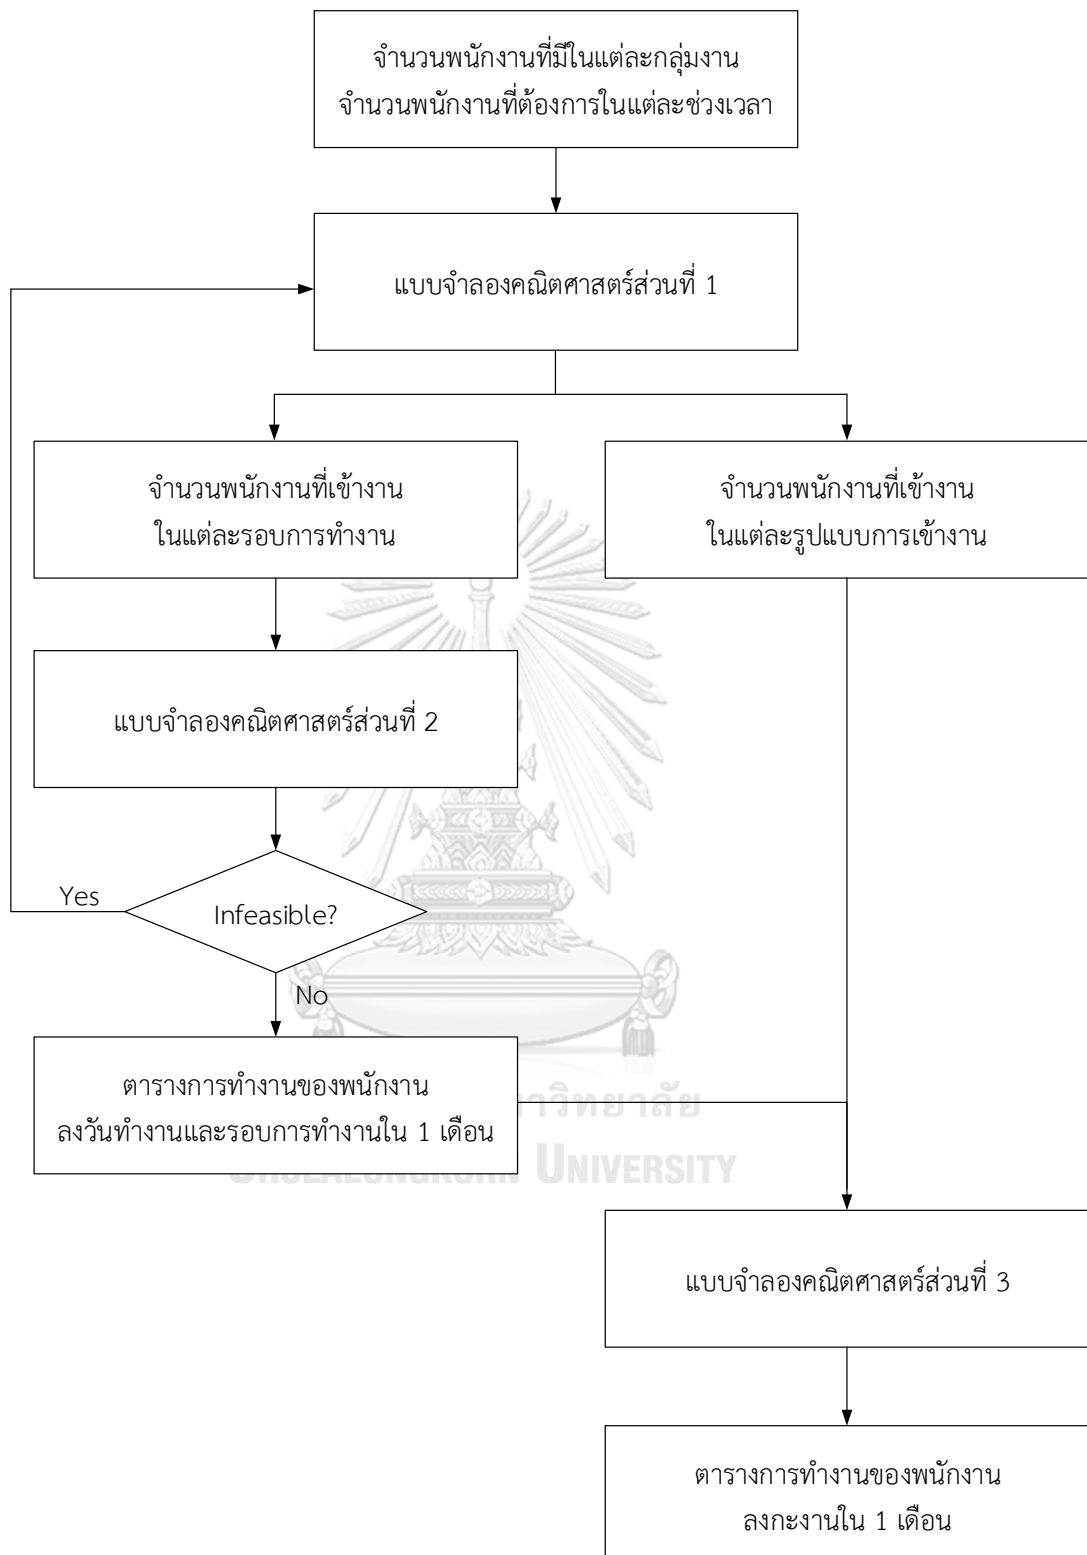 จำนวนพนักงานที่มีในแต่ละกลุ่มงาน
จำนวนพนักงานที่ต้องการในแต่ละช่วงเวลา
แบบจำลองคณิตศาสตร์ส่วนที่ 1
จำนวนพนักงานที่เข้างาน
ในแต่ละรอบการทำงาน
จำนวนพนักงานที่เข้างาน
ในแต่ละรูปแบบการเข้างาน
แบบจำลองคณิตศาสตร์ส่วนที่ 2
Yes
Infeasible?
No
ตารางการทำงานของพนักงาน
ลงวันทำงานและรอบการทำงานใน 1 เดือน
UNIVERSITY
แบบจำลองคณิตศาสตร์ส่วนที่ 3
ตารางการทำงานของพนักงาน
ลงกะงานใน 1 เดือน